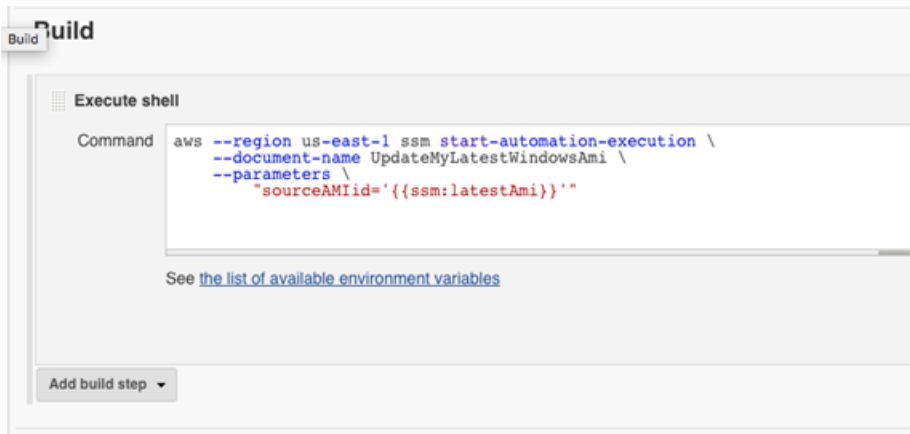 Build
Build
Execute shell
Command
aws --region us-east-1 ssm start-automation-execution \
--document-name UpdateMyLatestWindowsAmi \
--parameters \
"sourceAMIid='{{ssm:latestAmi}}'"
See the list of available environment variables
Add build step